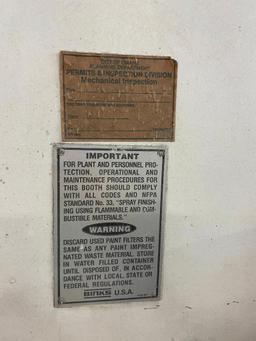 CITY OF OMAHA
PLANNING DEPARTMENT
PERMITS & INSPECTION DIVISION
Mechanical Inspection
IMPORTANT
FOR PLANT AND PERSONNEL PRO-
TECTION, OPERATIONAL AND
MAINTENANCE PROCEDURES FOR
THIS BOOTH SHOULD COMPLY
WITH ALL CODES AND NFPA
STANDARD No. 33, "SPRAY FINISH-
ING USING FLAMMABLE AND COM-
BUSTIBLE MATERIALS."
WARNING
DISCARD USED PAINT FILTERS THE
SAME AS ANY PAINT IMPREG-
NATED WASTE MATERIAL. STORE
IN WATER FILLED CONTAINER
UNTIL DISPOSED OF, IN ACCOR-
DANCE WITH LOCAL, STATE OR
FEDERAL REGULATIONS.
BINKS U.S.A.